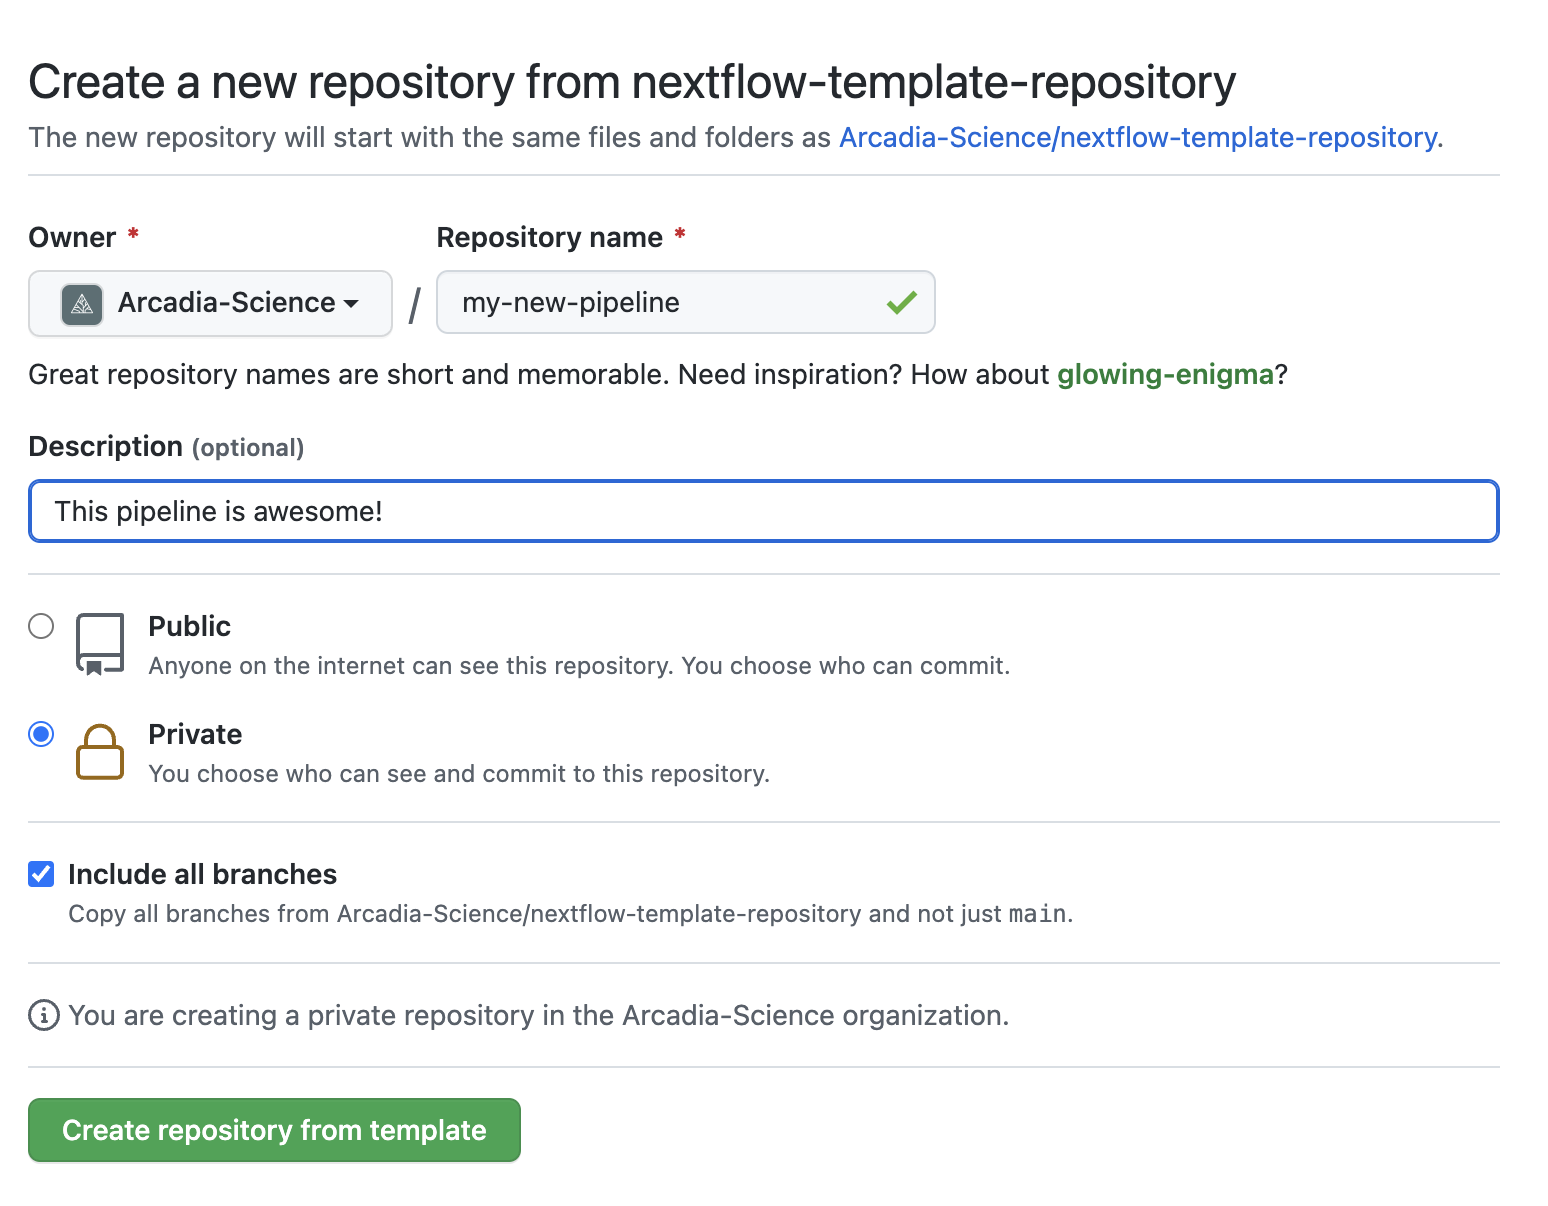 Create a new repository from nextflow-template-repository
The new repository will start with the same files and folders as Arcadia-Science/nextflow-template-repository.
Owner * Repository name *
Arcadia-Science / my-new-pipeline
Great repository names are short and memorable. Need inspiration? How about glowing-enigma?
Description (optional)
This pipeline is awesome!
Public
Anyone on the internet can see this repository. You choose who can commit.
Private
You choose who can see and commit to this repository.
Include all branches
Copy all branches from Arcadia-Science/nextflow-template-repository and not just main.
You are creating a private repository in the Arcadia-Science organization.
Create repository from template